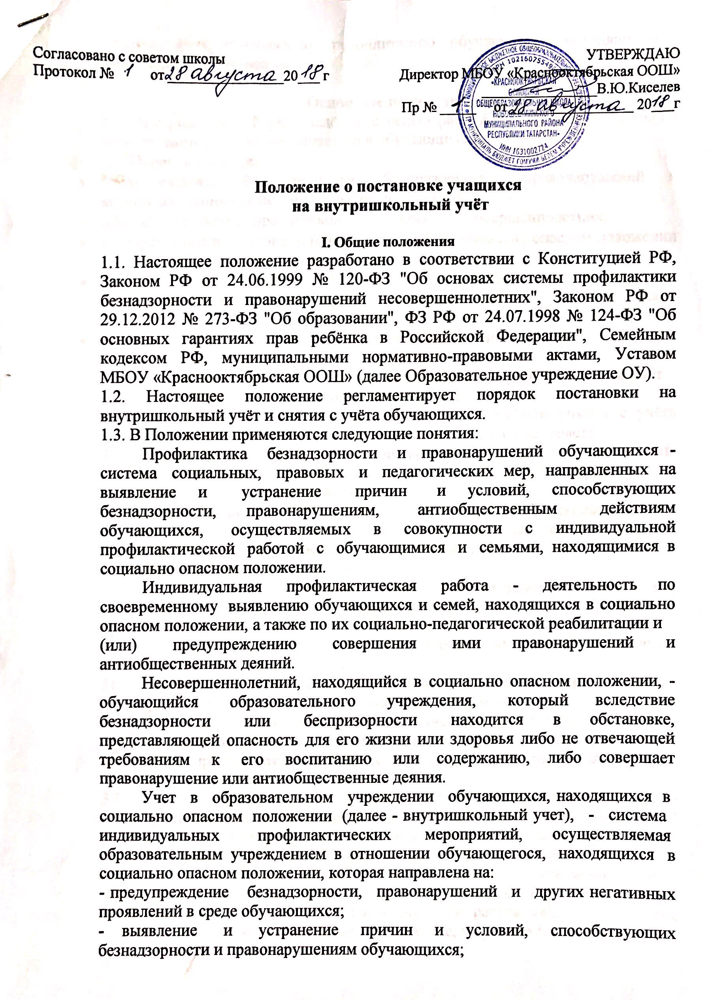 Согласовано с советом школы
Протокол № 1 от 28 августа 2018 г
УТВЕРЖДАЮ
Директор МБОУ «Краснооктябрьская ООШ»
В.Ю.Киселев
Пр № 1 от 28 августа 2018 г
«КРАСНООКТЯБРЬСКАЯ
ОСНОВНАЯ
ОБЩЕОБРАЗОВАТЕЛЬНАЯ ШКОЛА
НОВОШЕШМИНСКОГО
МУНИЦИПАЛЬНОГО РАЙОНА
РЕСПУБЛИКИ ТАТАРСТАН»
ИНН 1631002724
Положение о постановке учащихся
на внутришкольный учёт
I. Общие положения
1.1. Настоящее положение разработано в соответствии с Конституцией РФ,
Законом РФ от 24.06.1999 № 120-ФЗ "Об основах системы профилактики
безнадзорности и правонарушений несовершеннолетних", Законом РФ от
29.12.2012 № 273-ФЗ "Об образовании", ФЗ РФ от 24.07.1998 № 124-ФЗ "Об
основных гарантиях прав ребёнка в Российской Федерации", Семейным
кодексом РФ, муниципальными нормативно-правовыми актами, Уставом
МБОУ «Краснооктябрьская ООШ» (далее Образовательное учреждение ОУ).
1.2. Настоящее положение регламентирует порядок постановки на
внутришкольный учёт и снятия с учёта обучающихся.
1.3. В Положении применяются следующие понятия:
Профилактика безнадзорности и правонарушений обучающихся -
система социальных, правовых и педагогических мер, направленных на
выявление и устранение причин и условий, способствующих
безнадзорности, правонарушениям, антиобщественным действиям
обучающихся, осуществляемых в совокупности с индивидуальной
профилактической работой с обучающимися и семьями, находящимися в
социально опасном положении.
Индивидуальная профилактическая работа - деятельность по
своевременному выявлению обучающихся и семей, находящихся в социально
опасном положении, а также по их социально-педагогической реабилитации и
(или) предупреждению совершения ими правонарушений и
антиобщественных деяний.
Несовершеннолетний, находящийся в социально опасном положении, -
обучающийся образовательного учреждения, который вследствие
безнадзорности или беспризорности находится в обстановке,
представляющей опасность для его жизни или здоровья либо не отвечающей
требованиям к его воспитанию или содержанию, либо совершает
правонарушение или антиобщественные деяния.
Учет в образовательном учреждении обучающихся, находящихся в
социально опасном положении (далее - внутришкольный учет), - система
индивидуальных профилактических мероприятий, осуществляемая
образовательным учреждением в отношении обучающегося, находящихся в
социально опасном положении, которая направлена на:
- предупреждение безнадзорности, правонарушений и других негативных
проявлений в среде обучающихся;
- выявление и устранение причин и условий, способствующих
безнадзорности и правонарушениям обучающихся;